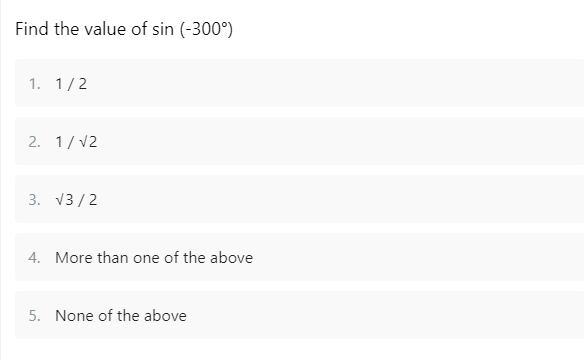 Find the value of sin (-300°)
1. 1 / 2
2. 1 / √2
3. √3 / 2
4. More than one of the above
5. None of the above